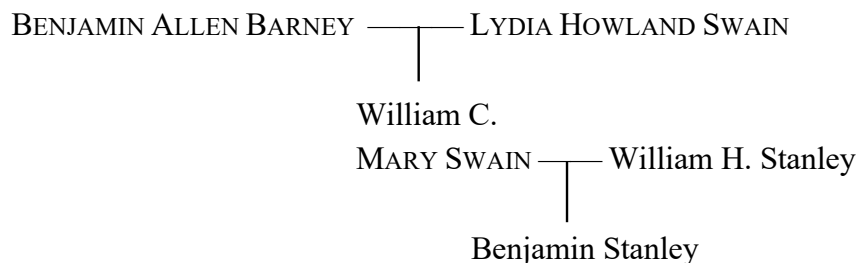 BENJAMIN ALLEN BARNEY LYDIA HOWLAND SWAIN
William C.
MARY SWAIN William H. Stanley
Benjamin Stanley